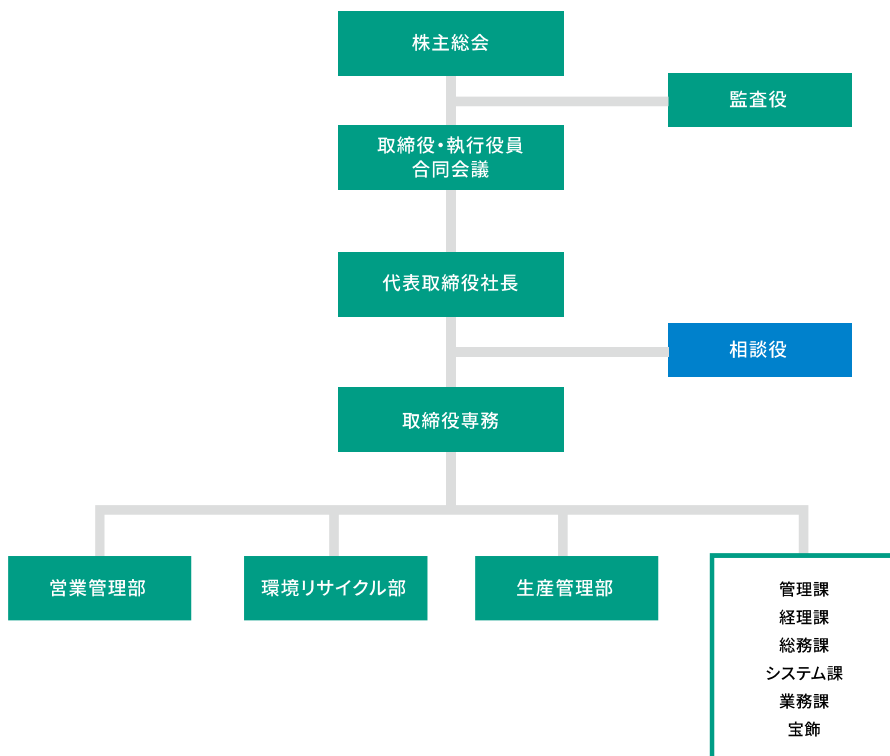 株主総会
監査役
取締役・執行役員
合同会議
代表取締役社長
相談役
取締役専務
営業管理部
環境リサイクル部
生産管理部
管理課
経理課
総務課
システム課
業務課
宝飾